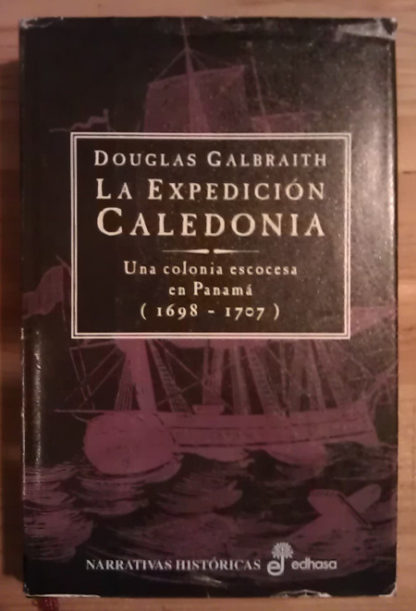 DOUGLAS GALBRAITH
LA EXPEDICIÓN
CALEDONIA
Una colonia escocesa
en Panamá
( 1698 - 1707 )
NARRATIVAS HISTÓRICAS edhasa